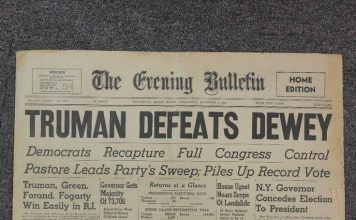 The Evening Bulletin
HOME
EDITION
TRUMAN DEFEATS DEWEY
Democrats Recapture Full Congress Control
Pastore Leads Party's Sweep; Piles Up Record Vote
Truman, Green,
Forand, Fogarty
Win Easily in R.I.
Governor Gets
Majority
Of 73,706
Returns at a Glance
House Upset
Nears Scope
Of Landslide
N.Y. Governor
Concedes Election
To President